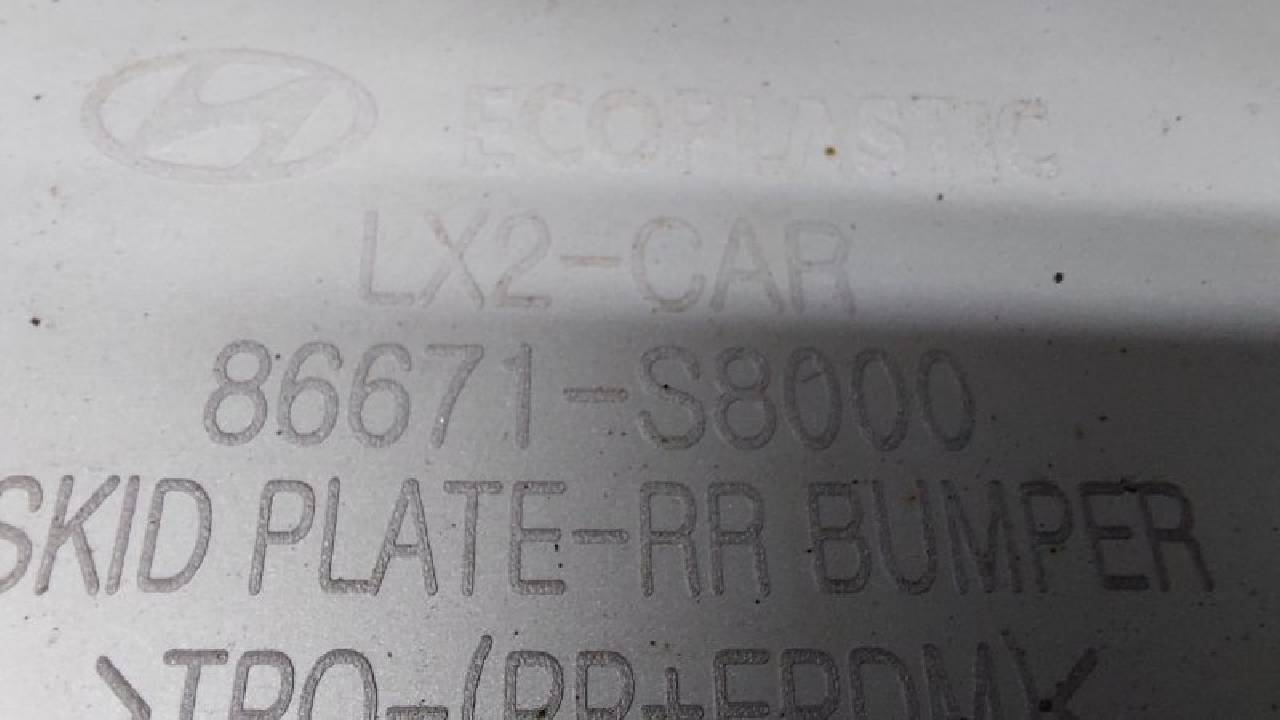 ECOPLASTIC
LX2-CAR
86671-S8000
SKID PLATE-RR BUMPER
>TPO-(PP+EPDM)<